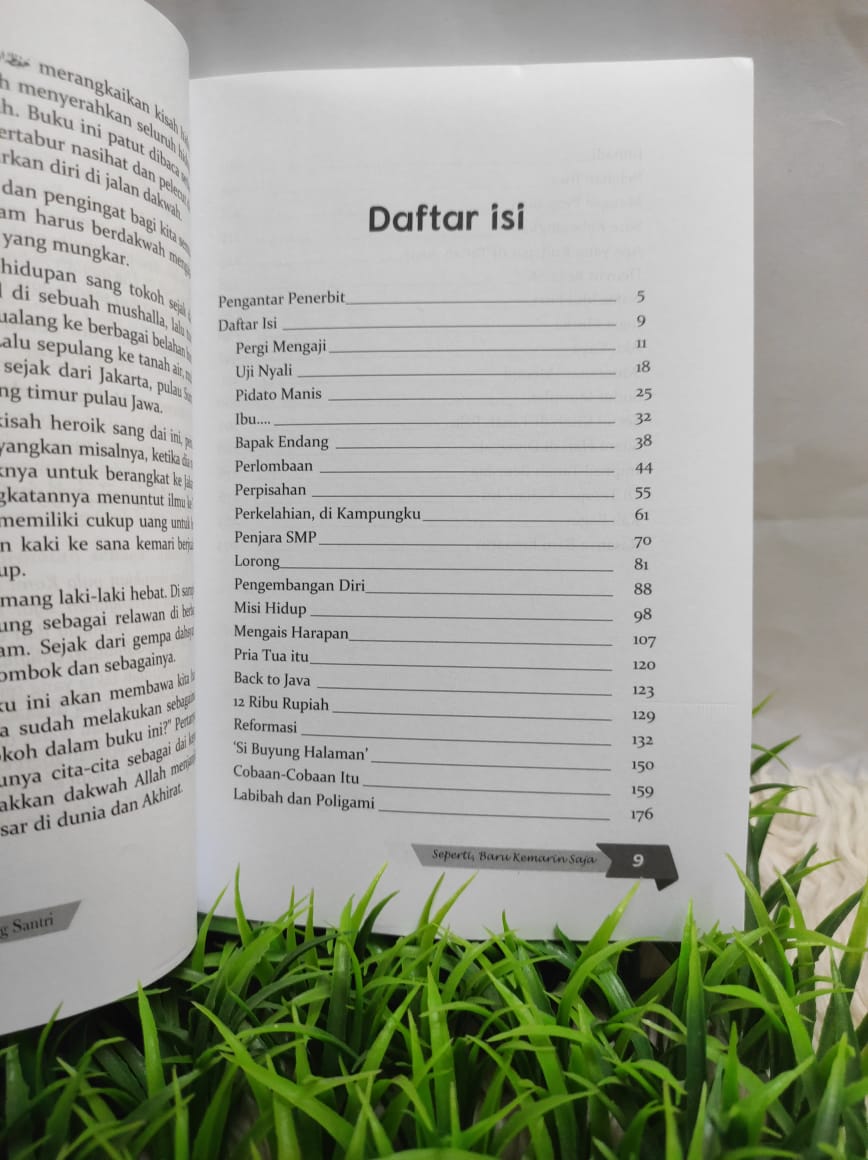 merangkaikan kisah
h menyerahkan seluruh
h. Buku ini patut dibaca
ertabur nasihat dan
rkan diri di jalan dakwah.
dan pengingat bagi kita
am harus berdakwah
yang mungkar.
hidupan sang tokoh sejak
di sebuah mushalla, lalu
ualang ke berbagai belahan
alu sepulang ke tanah air,
sejak dari Jakarta, pulau
ng timur pulau Jawa.
kisah heroik sang dai ini,
yangkan misalnya, ketika
knya untuk berangkat ke
gkatannya menuntut ilmu
memiliki cukup uang untuk
n kaki ke sana kemari
up.
mang laki-laki hebat. Di
ung sebagai relawan di
am. Sejak dari gempa
ombok dan sebagainya.
ku ini akan membawa kita
a sudah melakukan
koh dalam buku ini?"
unya cita-cita sebagai dai
akkan dakwah Allah
sar di dunia dan Akhirat.
g Santri
Daftar isi
Pengantar Penerbit 5
Daftar Isi 9
Pergi Mengaji 11
Uji Nyali 18
Pidato Manis 25
Ibu.... 32
Bapak Endang 38
Perlombaan 44
Perpisahan 55
Perkelahian, di Kampungku 61
Penjara SMP 70
Lorong 81
Pengembangan Diri 88
Misi Hidup 98
Mengais Harapan 107
Pria Tua itu 120
Back to Java 123
12 Ribu Rupiah 129
Reformasi 132
'Si Buyung Halaman' 150
Cobaan-Cobaan Itu 159
Labibah dan Poligami 176
Seperti, Baru Kemarin Saja 9